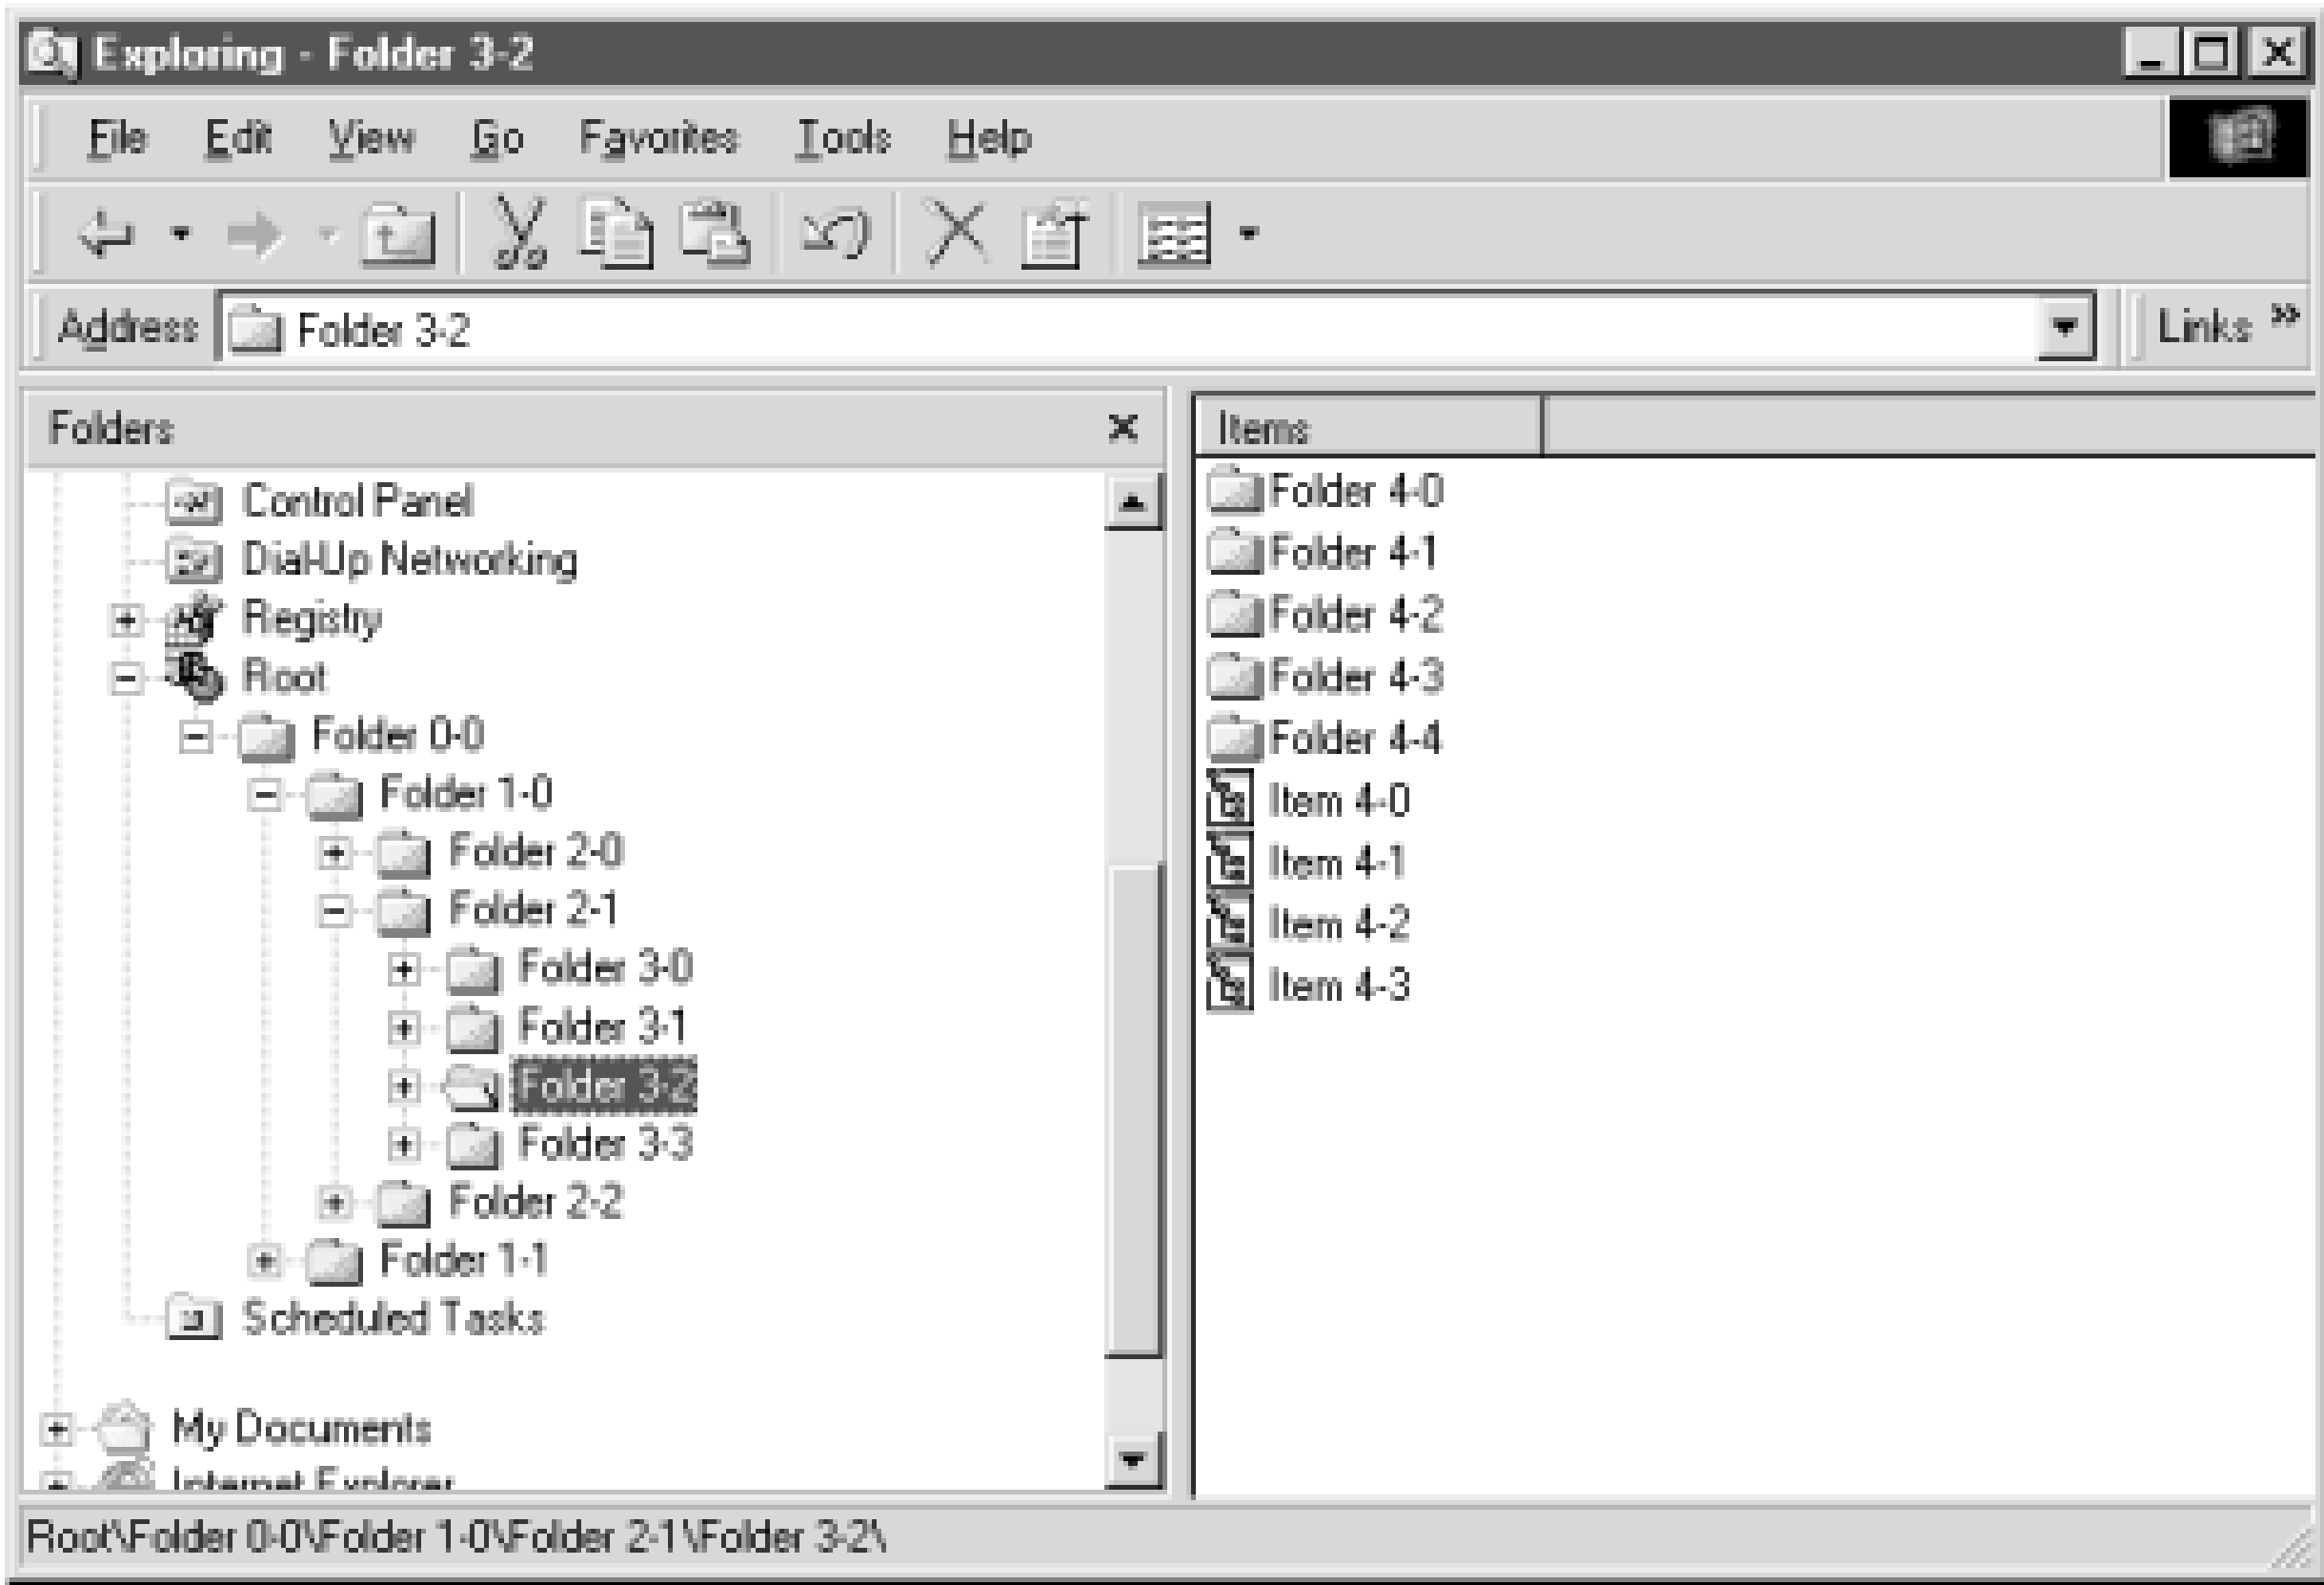 Exploring - Folder 3-2
File Edit View Go Favorites Tools Help
Address Folder 3-2 Links »
Folders
Control Panel
Dial-Up Networking
Registry
Root
Folder 0-0
Folder 1-0
Folder 2-0
Folder 2-1
Folder 3-0
Folder 3-1
Folder 3-2
Folder 3-3
Folder 2-2
Folder 1-1
Scheduled Tasks
My Documents
Internet Explorer
Items
Folder 4-0
Folder 4-1
Folder 4-2
Folder 4-3
Folder 4-4
Item 4-0
Item 4-1
Item 4-2
Item 4-3
Root\Folder 0-0\Folder 1-0\Folder 2-1\Folder 3-2\